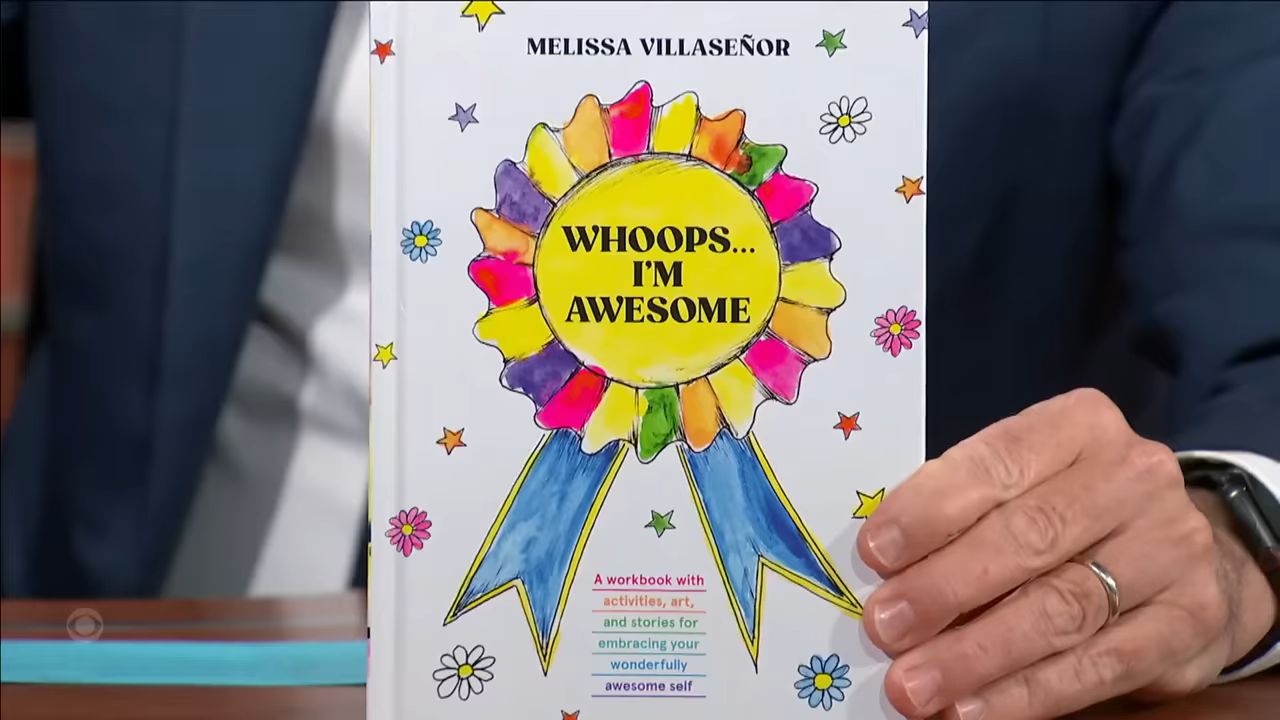 MELISSA VILLASEÑOR
WHOOPS...
I'M
AWESOME
A workbook with
activities, art,
and stories for
embracing your
wonderfully
awesome self